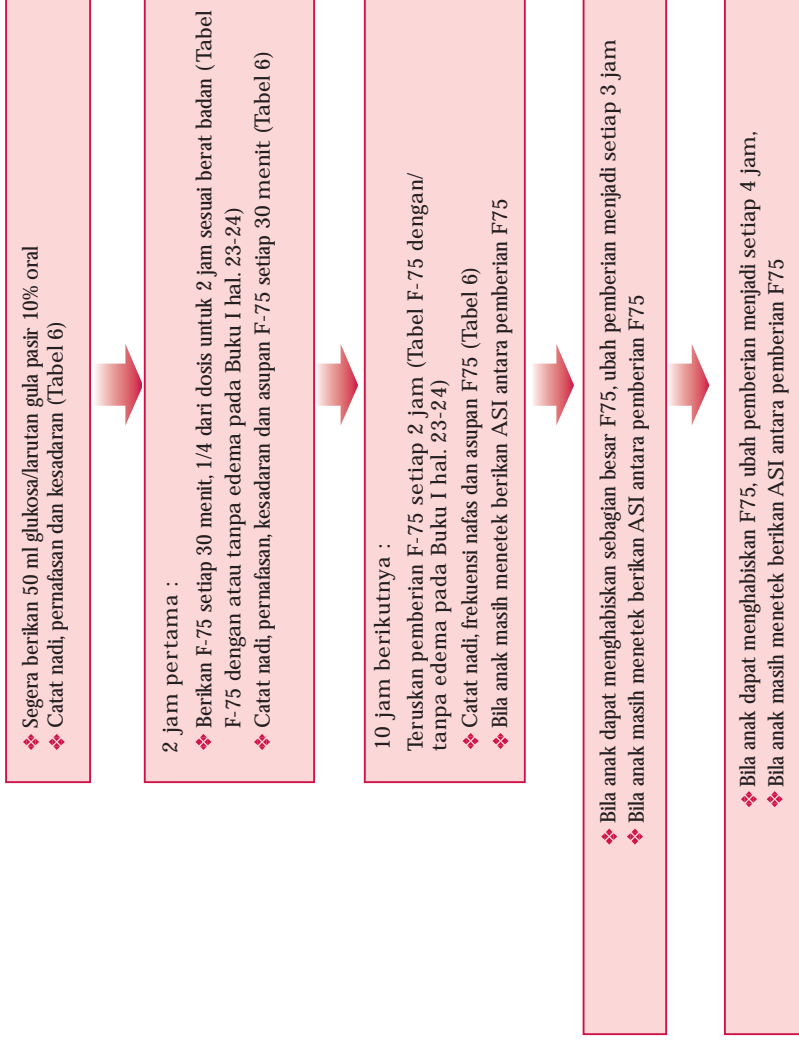 ❖ Segera berikan 50 ml glukosa/larutan gula pasir 10% oral
❖ Catat nadi, pernafasan dan kesadaran (Tabel 6)
2 jam pertama :
❖ Berikan F-75 setiap 30 menit, 1/4 dari dosis untuk 2 jam sesuai berat badan (Tabel
F-75 dengan atau tanpa edema pada Buku I hal. 23-24)
❖ Catat nadi, pernafasan, kesadaran dan asupan F-75 setiap 30 menit (Tabel 6)
10 jam berikutnya :
Teruskan pemberian F-75 setiap 2 jam (Tabel F-75 dengan/
tanpa edema pada Buku I hal. 23-24)
❖ Catat nadi, frekuensi nafas dan asupan F75 (Tabel 6)
❖ Bila anak masih menetek berikan ASI antara pemberian F75
❖ Bila anak dapat menghabiskan sebagian besar F75, ubah pemberian menjadi setiap 3 jam
❖ Bila anak masih menetek berikan ASI antara pemberian F75
❖ Bila anak dapat menghabiskan F75, ubah pemberian menjadi setiap 4 jam,
❖ Bila anak masih menetek berikan ASI antara pemberian F75